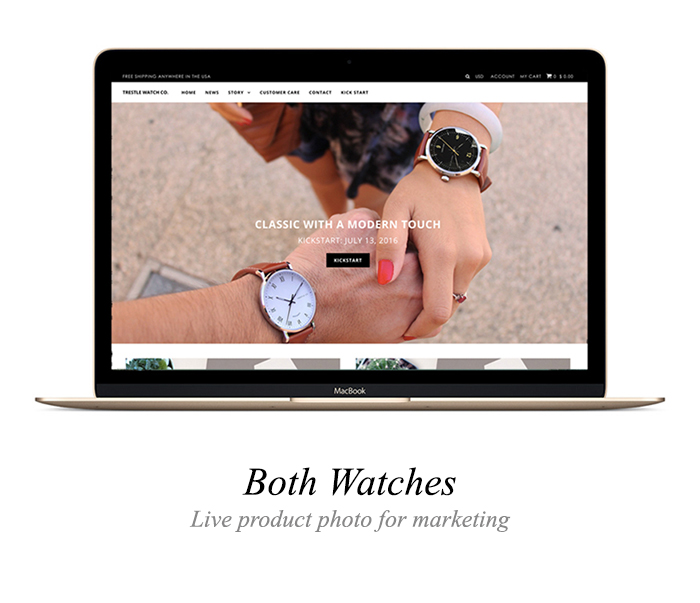 FREE SHIPPING ANYWHERE IN THE USA
USD ACCOUNT MY CART 0 $ 0.00
TRESTLE WATCH CO. HOME NEWS STORY CUSTOMER CARE CONTACT KICK START
CLASSIC WITH A MODERN TOUCH
KICKSTART: JULY 13, 2016
KICKSTART
MacBook
Both Watches
Live product photo for marketing